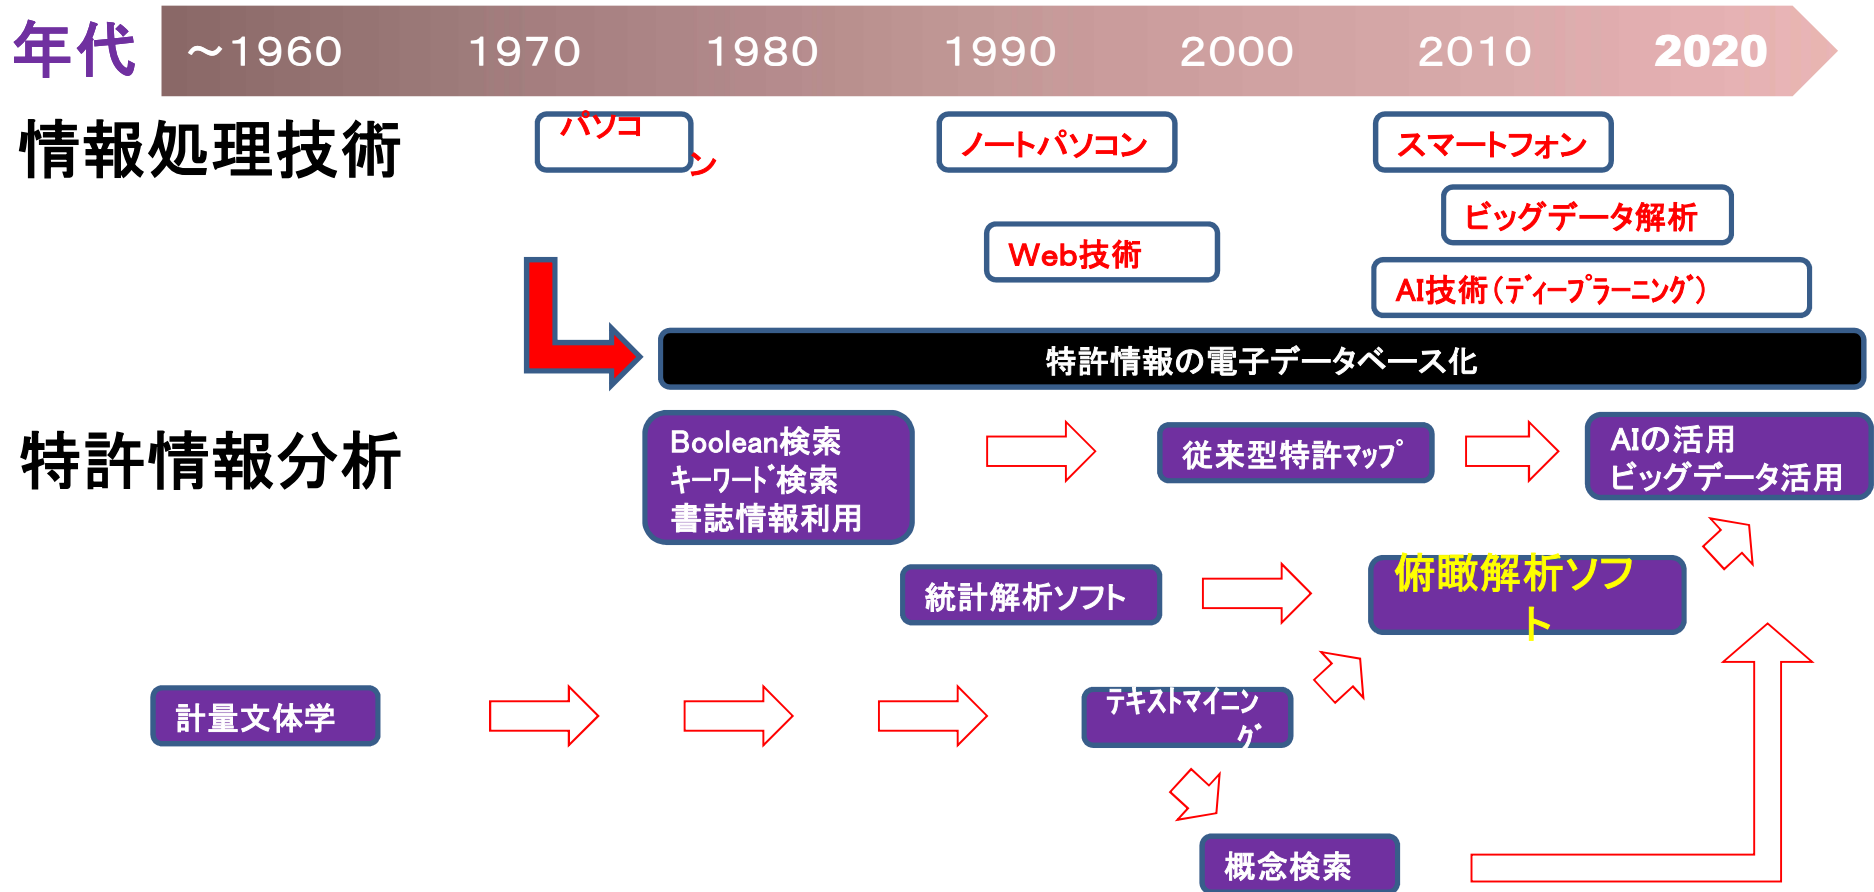 年代 ～1960 1970 1980 1990 2000 2010 2020
情報処理技術
パソコ
ン
ノートパソコン
スマートフォン
ビッグデータ解析
Web技術
AI技術（ﾃﾞｨｰﾌﾟﾗｰﾆﾝｸﾞ）
特許情報の電子データベース化
特許情報分析
Boolean検索
ｷｰﾜｰﾄﾞ検索
書誌情報利用
従来型特許ﾏｯﾌﾟ
AIの活用
ビッグデータ活用
統計解析ソフト
俯瞰解析ソフ
ト
計量文体学
ﾃｷｽﾄﾏｲﾆﾝ
ｸﾞ
概念検索